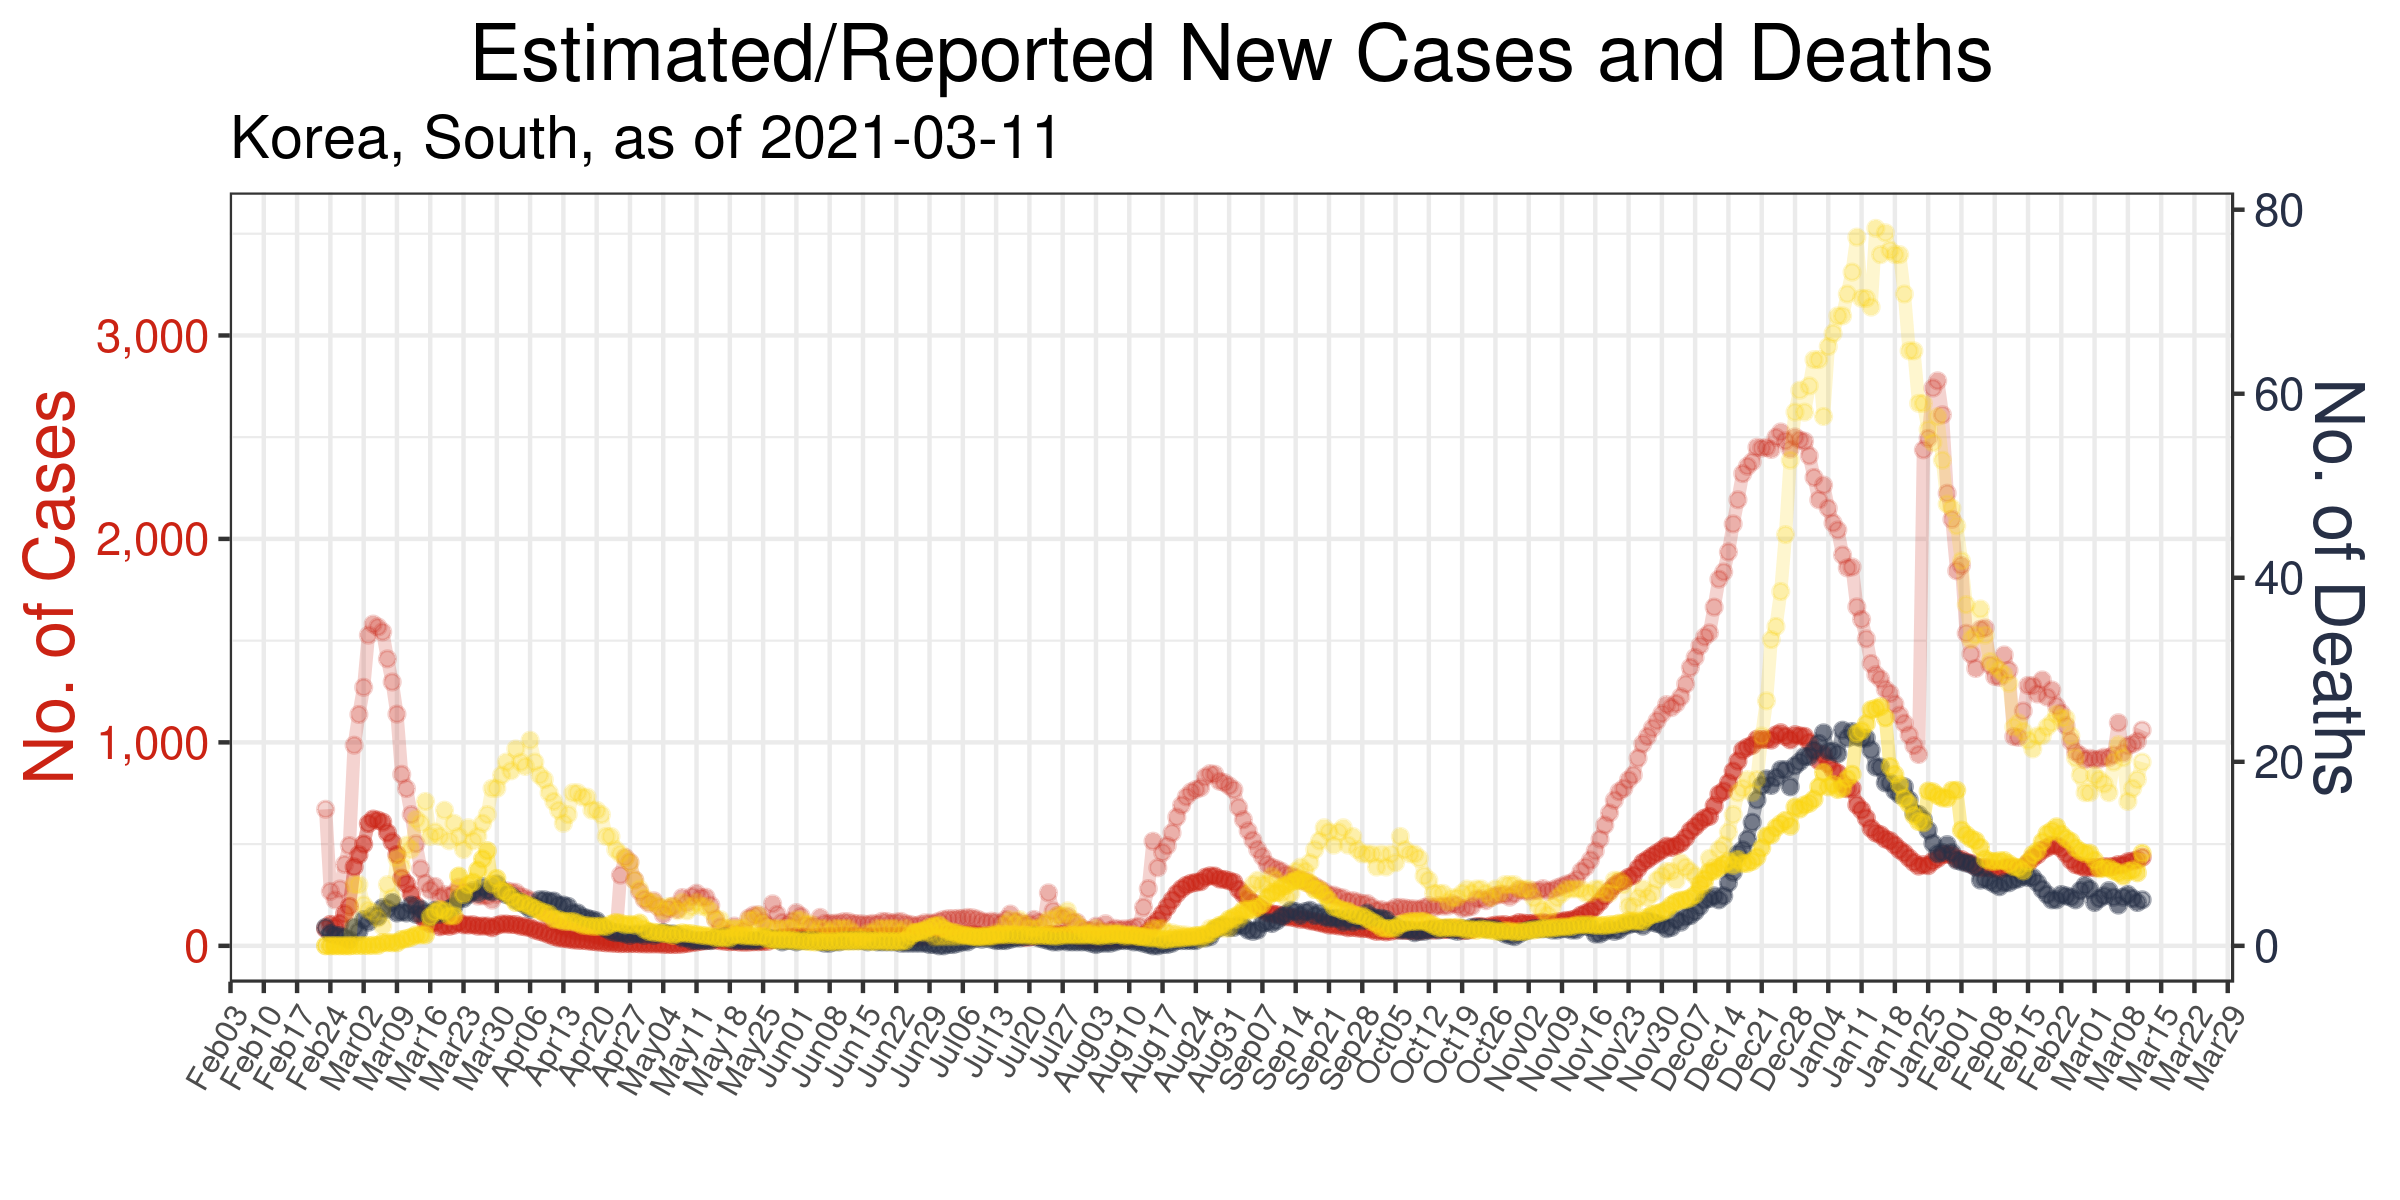 Estimated/Reported New Cases and Deaths
Korea, South, as of 2021-03-11
No. of Cases
3,000
2,000
1,000
0
80
60
40
20
0
No. of Deaths
Feb03
Feb10
Feb17
Feb24
Mar02
Mar09
Mar16
Mar23
Mar30
Apr06
Apr13
Apr20
Apr27
May04
May11
May18
May25
Jun01
Jun08
Jun15
Jun22
Jun29
Jul06
Jul13
Jul20
Jul27
Aug03
Aug10
Aug17
Aug24
Aug31
Sep07
Sep14
Sep21
Sep28
Oct05
Oct12
Oct19
Oct26
Nov02
Nov09
Nov16
Nov23
Nov30
Dec07
Dec14
Dec21
Dec28
Jan04
Jan11
Jan18
Jan25
Feb01
Feb08
Feb15
Feb22
Mar01
Mar08
Mar15
Mar22
Mar29